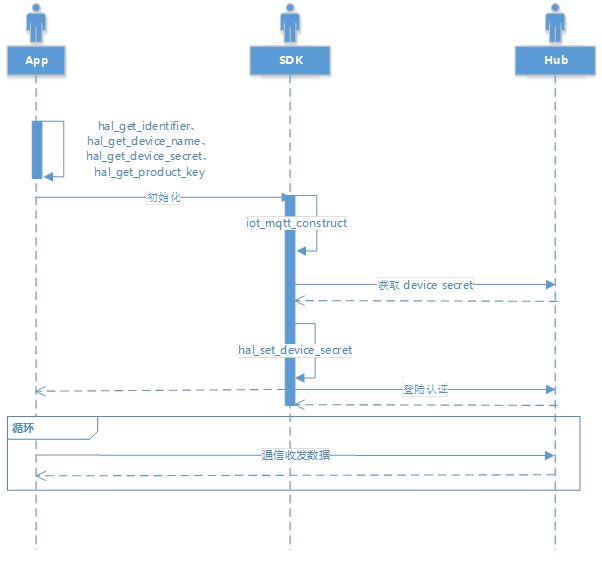 App
SDK
Hub
hal_get_identifier、
hal_get_device_name、
hal_get_device_secret、
hal_get_product_key
初始化
iot_mqtt_construct
获取 device secret
hal_set_device_secret
登陆认证
循环
通信收发数据